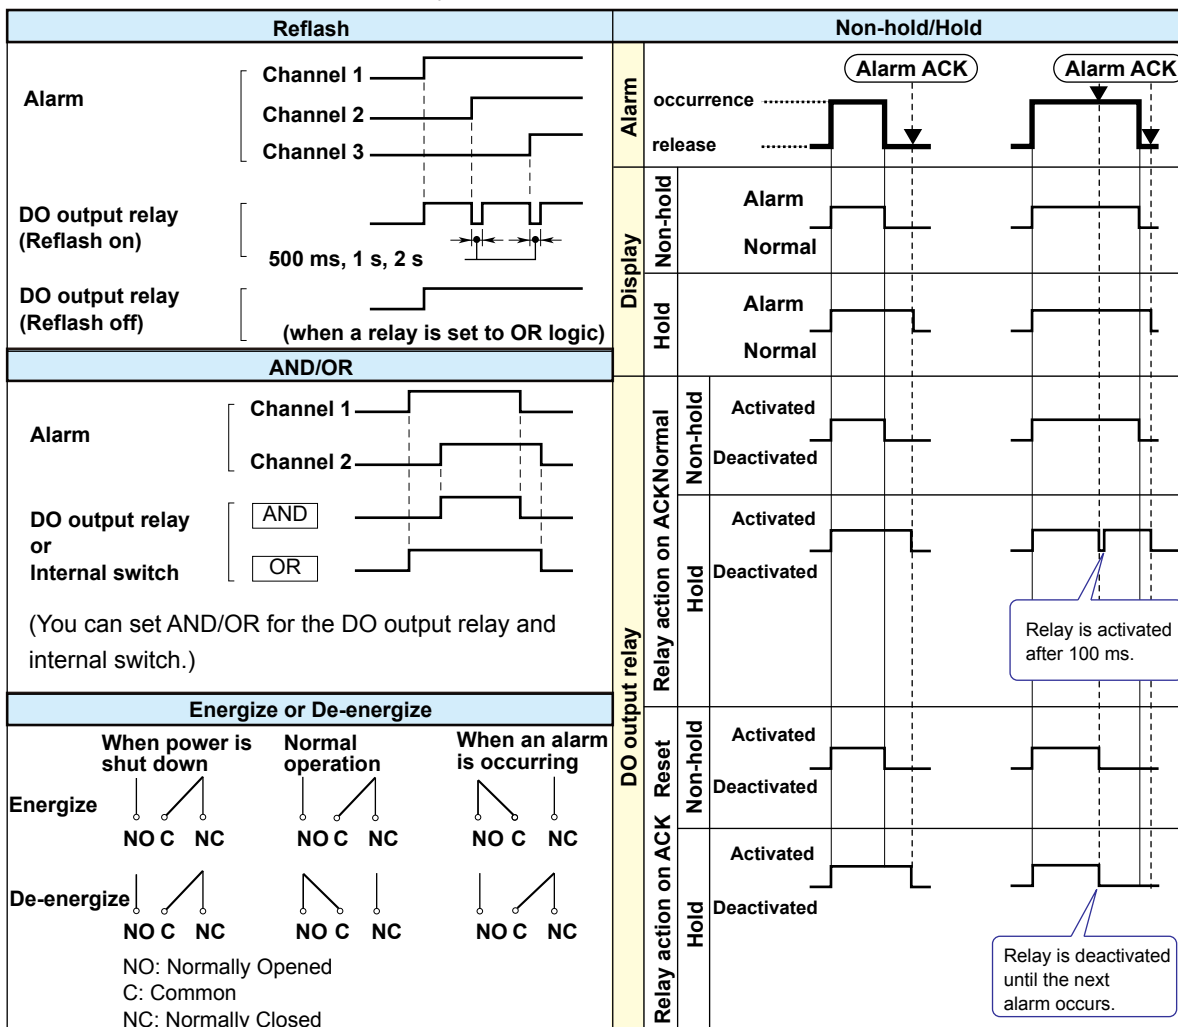 Reflash
Alarm
Channel 1
Channel 2
Channel 3
DO output relay
(Reflash on)
500 ms, 1 s, 2 s
DO output relay
(Reflash off)
(when a relay is set to OR logic)
AND/OR
Alarm
Channel 1
Channel 2
DO output relay
or
Internal switch
AND
OR
(You can set AND/OR for the DO output relay and
internal switch.)
Energize or De-energize
When power is
shut down
Normal
operation
When an alarm
is occurring
Energize
NO C NC
NO C NC
NO C NC
De-energize
NO C NC
NO C NC
NO C NC
NO: Normally Opened
C: Common
NC: Normally Closed
Non-hold/Hold
Alarm
Alarm ACK
Alarm ACK
occurrence
release
Display
Non-hold
Alarm
Normal
Hold
Alarm
Normal
DO output relay
Relay action on ACK Normal
Non-hold
Activated
Deactivated
Hold
Activated
Deactivated
Relay is activated
after 100 ms.
Relay action on ACK Reset
Non-hold
Activated
Deactivated
Hold
Activated
Deactivated
Relay is deactivated
until the next
alarm occurs.